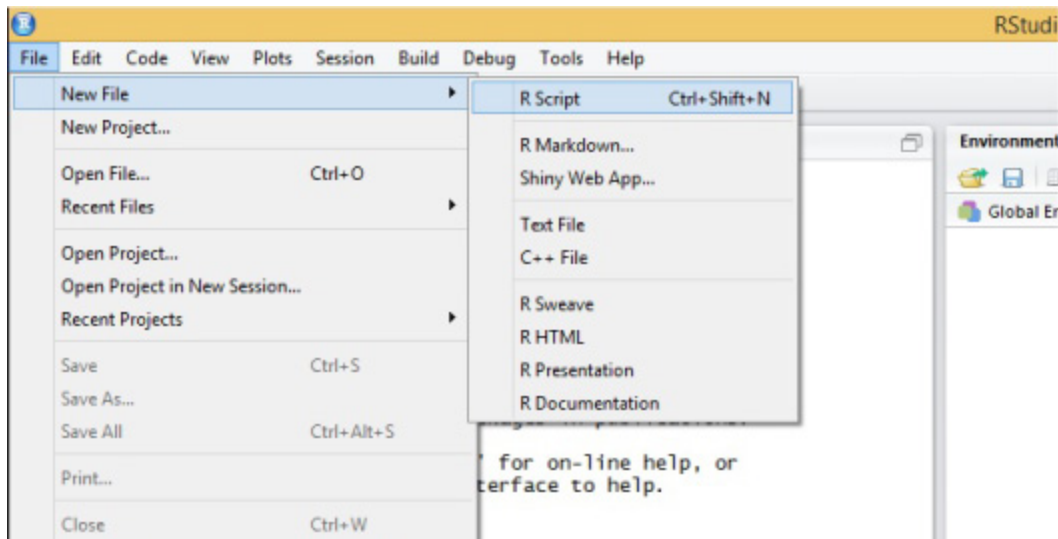 RStudi
File Edit Code View Plots Session Build Debug Tools Help
New File
New Project...
Open File... Ctrl+O
Recent Files
Open Project...
Open Project in New Session...
Recent Projects
Save Ctrl+S
Save As...
Save All Ctrl+Alt+S
Print...
Close Ctrl+W
R Script Ctrl+Shift+N
R Markdown...
Shiny Web App...
Text File
C++ File
R Sweave
R HTML
R Presentation
R Documentation
Environment
Global En
' for on-line help, or
terface to help.